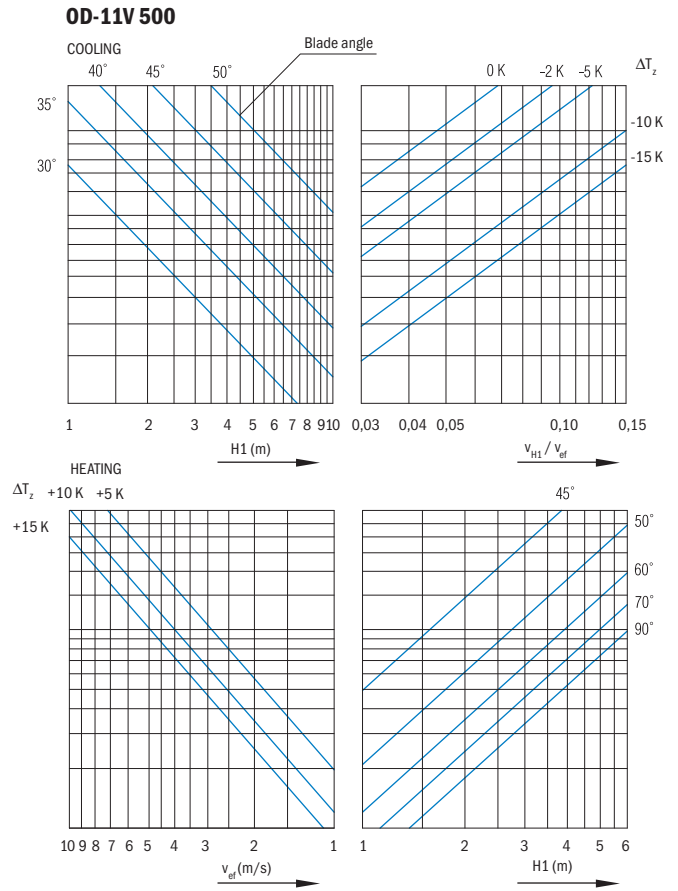 OD-11V 500
COOLING
Blade angle
40° 45° 50°
35°
30°
0 K -2 K -5 K ΔTz
-10 K
-15 K
1 2 3 4 5 6 7 8 910
H1 (m)
0,03 0,04 0,05 0,10 0,15
vH1 / vef
HEATING
ΔTz +10 K +5 K
+15 K
45°
50°
60°
70°
90°
10 9 8 7 6 5 4 3 2 1
vef (m/s)
1 2 3 4 5 6
H1 (m)